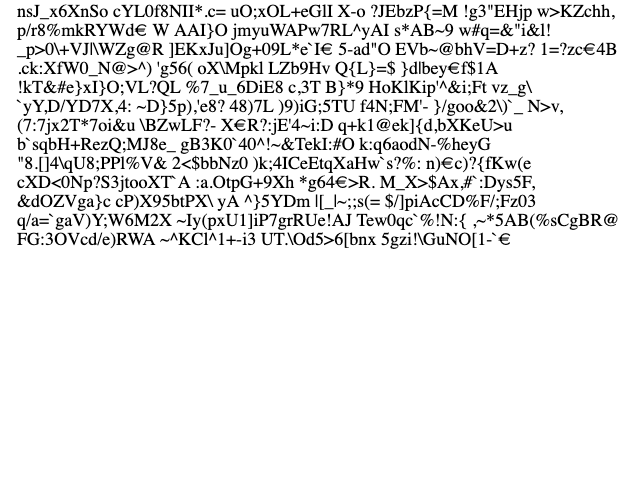 nsJ_x6XnSo cYL0f8NII*.c= uO;xOL+eGlI X-o ?JEbzP{=M !g3"EHjp w>KZchh,
p/r8%mkRYWd€ W AAI}O jmyuWAPw7RL^yAI s*AB~9 w#q=&"i&l!
_p>0\+VJ|\WZg@R ]EKxJu]Og+09L*e`I€ 5-ad"O EVb~@bhV=D+z? 1=?zc€4B
.ck:XfW0_N@>^) 'g56( oX\Mpkl LZb9Hv Q{L}=$ }d|bey€f$1A
!kT&#e}xI}O;VL?QL %7_u_6DiE8 c,3T B}*9 HoKlKip'^&i;Ft vz_g\
`yY,D/YD7X,4: ~D}5p),'e8? 48)7L )9)iG;5TU f4N;FM'- }/goo&2\)`_ N>v,
(7:7jx2T*7oi&u \BZwLF?- X€R?:jE'4~i:D q+k1@ek]{d,bXKeU>u
b`sqbH+RezQ;MJ8e_ gB3K0`40^!~&TekI:#O k:q6aodN-%heyG
"8.[]4\qU8;PPl%V& 2<$bbNz0 )k;4ICeEtqXaHw`s?%: n)€c)?{fKw(e
cXD<0Np?S3jtooXT`A :a.OtpG+9Xh *g64€>R. M_X>$Ax,#`:Dys5F,
&dOZVga}c cP)X95btPX\ yA ^}5YDm |[_|~;;s(= $/]piAcCD%F/;Fz03
q/a=`gaV)Y;W6M2X ~Iy(pxU1]iP7grRUe!AJ Tew0qc`%!N:{ ,~*5AB(%sCgBR@
FG:3OVcd/e)RWA ~^KCl^1+-i3 UT.\Od5>6[bnx 5gzi!\GuNO[1-`€